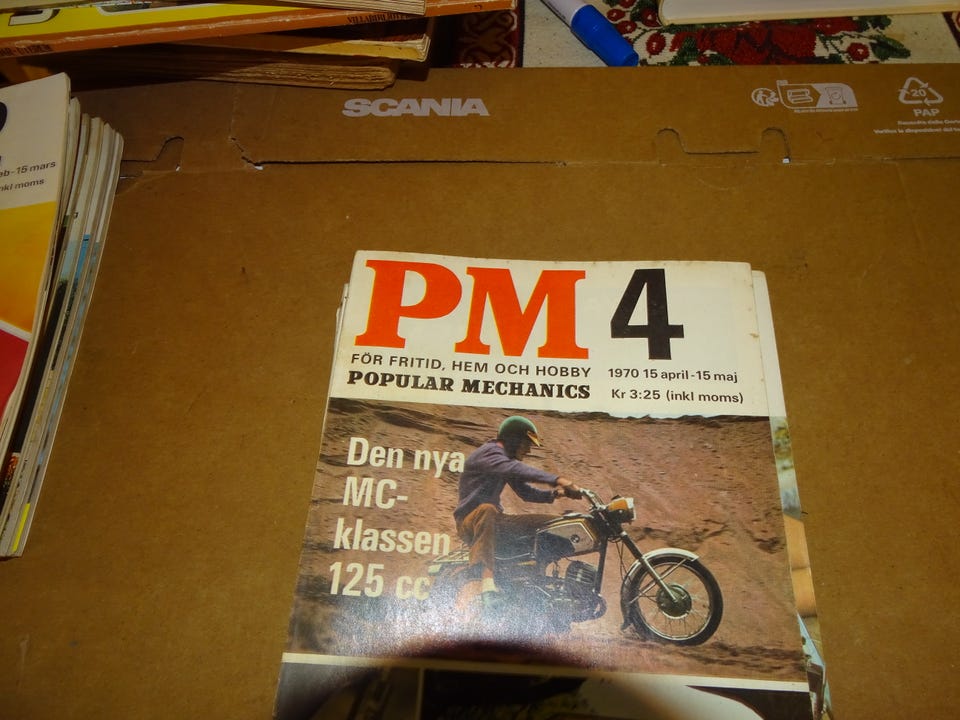 SCANIA
20
PAP
15 mars
inkl moms
PM 4
FÖR FRITID, HEM OCH HOBBY
POPULAR MECHANICS
1970 15 april-15 maj
Kr 3:25 (inkl moms)
Den nya
MC-
klassen
125 cc